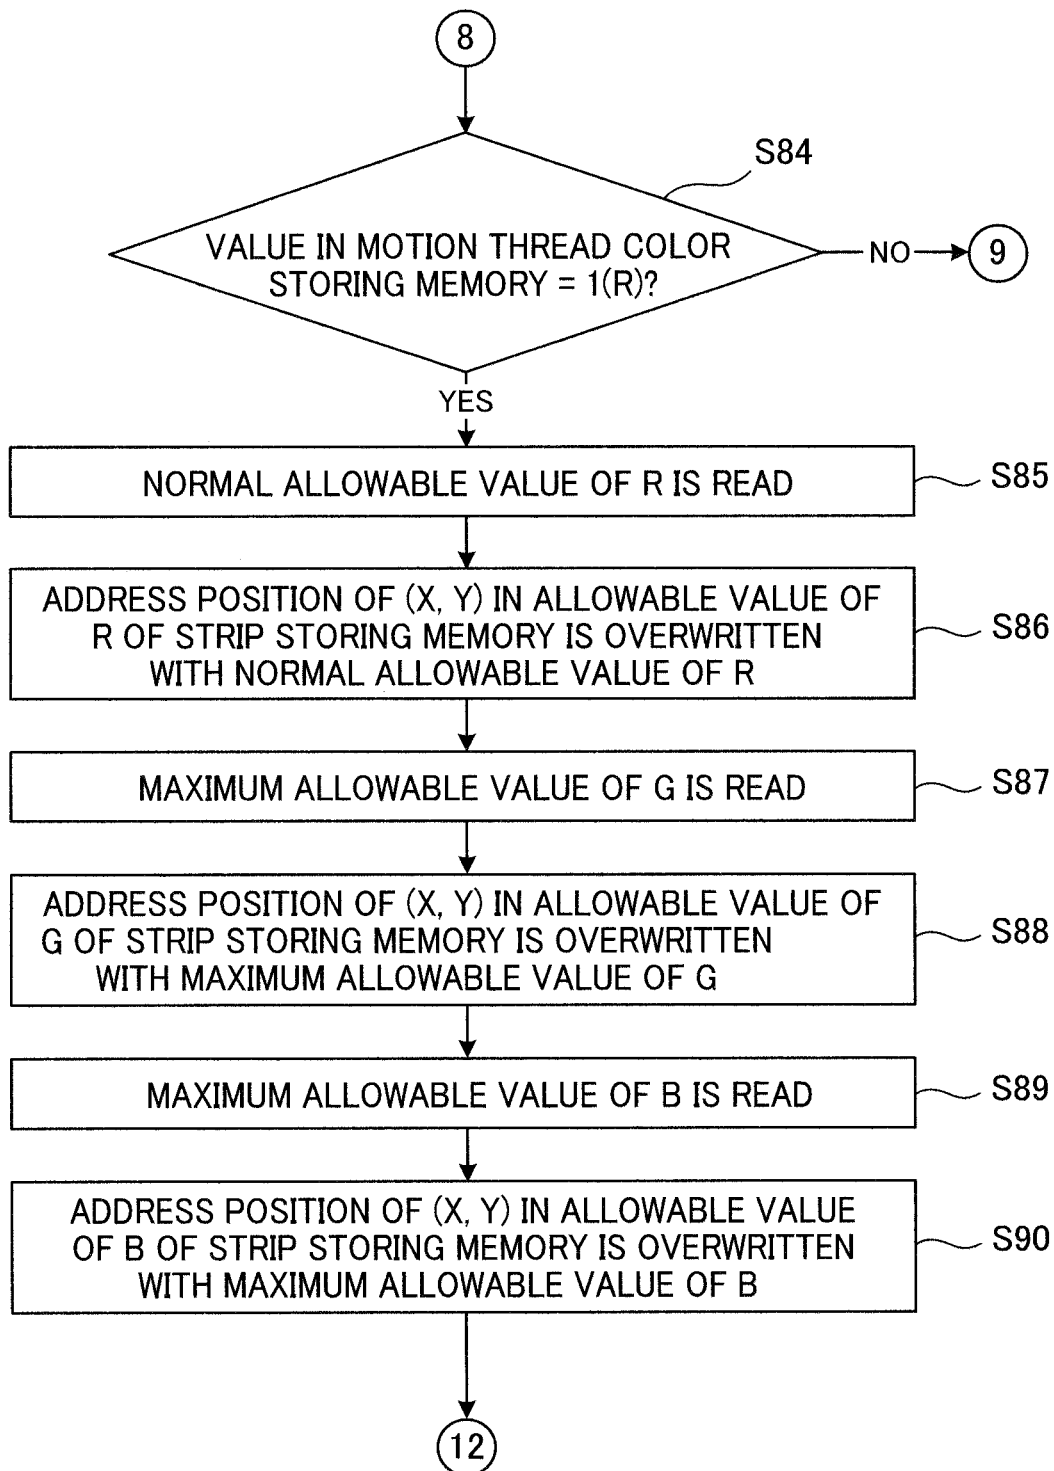 8
S84
VALUE IN MOTION THREAD COLOR
STORING MEMORY = 1(R)?
NO
9
YES
NORMAL ALLOWABLE VALUE OF R IS READ
S85
ADDRESS POSITION OF (X, Y) IN ALLOWABLE VALUE OF
R OF STRIP STORING MEMORY IS OVERWRITTEN
WITH NORMAL ALLOWABLE VALUE OF R
S86
MAXIMUM ALLOWABLE VALUE OF G IS READ
S87
ADDRESS POSITION OF (X, Y) IN ALLOWABLE VALUE OF
G OF STRIP STORING MEMORY IS OVERWRITTEN
WITH MAXIMUM ALLOWABLE VALUE OF G
S88
MAXIMUM ALLOWABLE VALUE OF B IS READ
S89
ADDRESS POSITION OF (X, Y) IN ALLOWABLE VALUE
OF B OF STRIP STORING MEMORY IS OVERWRITTEN
WITH MAXIMUM ALLOWABLE VALUE OF B
S90
12